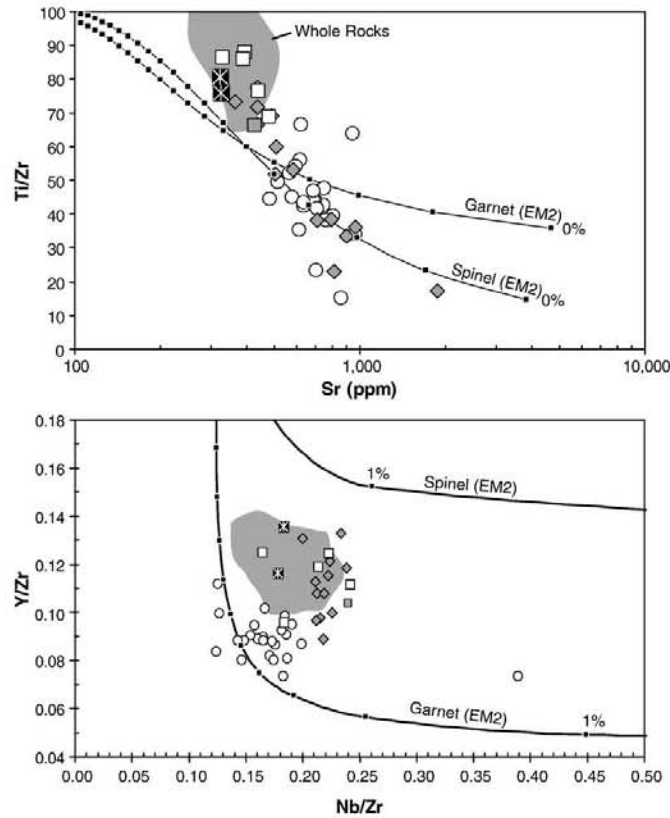 100
Whole Rocks
90
80
70
60
Ti/Zr
50
40
Garnet (EM2)
0%
30
Spinel (EM2)
0%
20
10
0
100
1,000
10,000
Sr (ppm)
0.18
0.16
1%
Spinel (EM2)
0.14
0.12
Y/Zr
0.10
0.08
0.06
Garnet (EM2)
1%
0.04
0.00 0.05 0.10 0.15 0.20 0.25 0.30 0.35 0.40 0.45 0.50
Nb/Zr